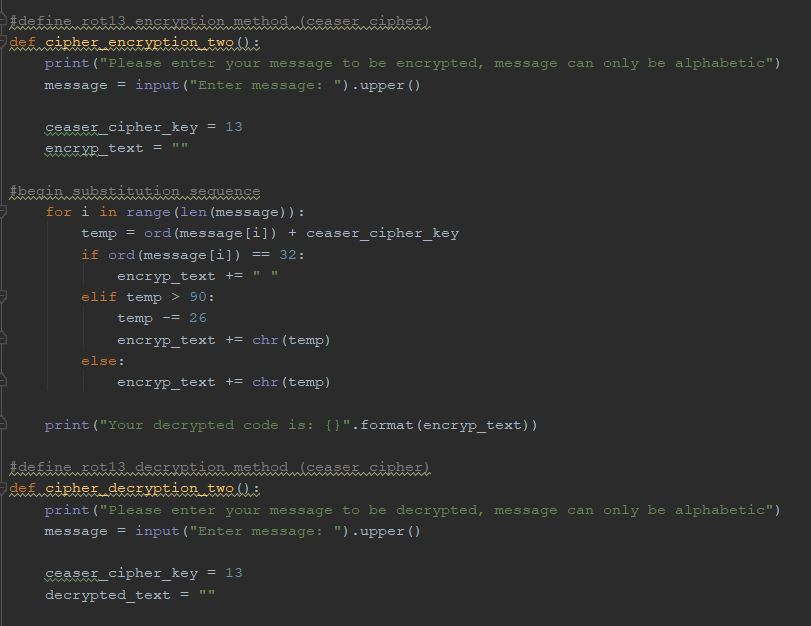 #define rot13 encryption method (ceaser cipher)
def cipher_encryption_two():
    print("Please enter your message to be encrypted, message can only be alphabetic")
    message = input("Enter message: ").upper()

    ceaser_cipher_key = 13
    encryp_text = ""

#begin substitution sequence
    for i in range(len(message)):
        temp = ord(message[i]) + ceaser_cipher_key
        if ord(message[i]) == 32:
            encryp_text += " "
        elif temp > 90:
            temp -= 26
            encryp_text += chr(temp)
        else:
            encryp_text += chr(temp)

    print("Your decrypted code is: {}".format(encryp_text))

#define rot13 decryption method (ceaser cipher)
def cipher_decryption_two():
    print("Please enter your message to be decrypted, message can only be alphabetic")
    message = input("Enter message: ").upper()

    ceaser_cipher_key = 13
    decrypted_text = ""